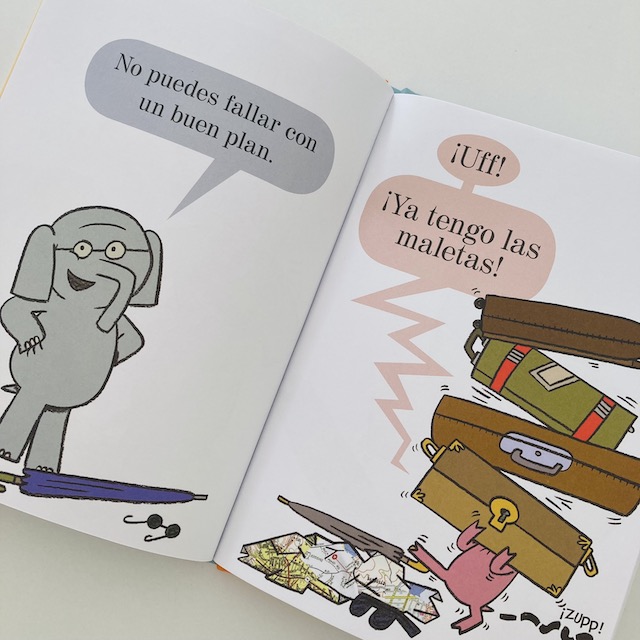 No puedes fallar con
un buen plan.
¡Uff!
¡Ya tengo las
maletas!
¡ZUPP!